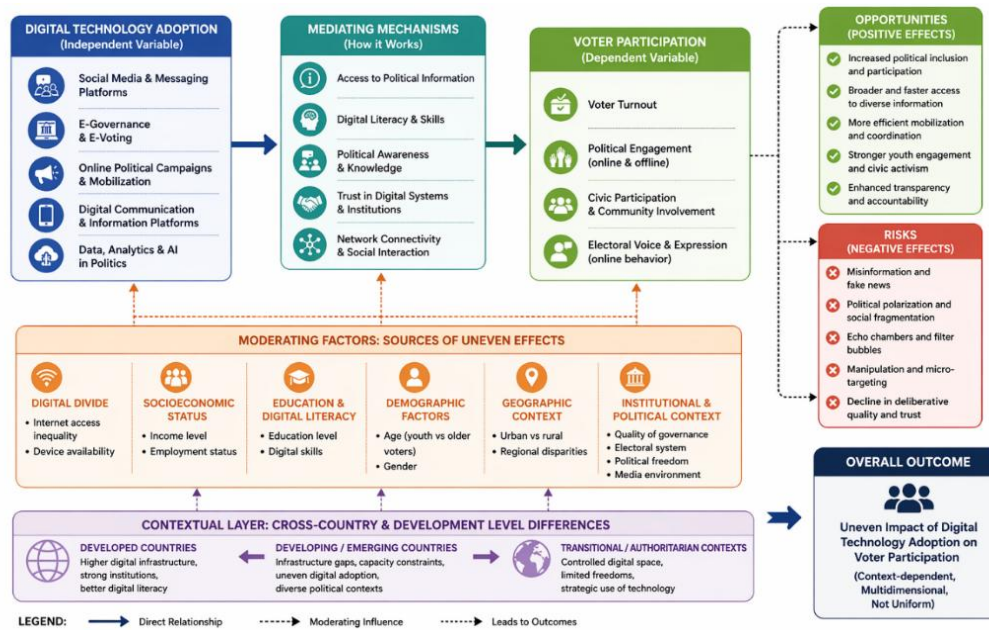 DIGITAL TECHNOLOGY ADOPTION
(Independent Variable)
Social Media & Messaging
Platforms
E-Governance
& E-Voting
Online Political Campaigns
& Mobilization
Digital Communication
& Information Platforms
Data, Analytics & AI
in Politics
MEDIATING MECHANISMS
(How it Works)
Access to Political Information
Digital Literacy & Skills
Political Awareness
& Knowledge
Trust in Digital Systems
& Institutions
Network Connectivity
& Social Interaction
VOTER PARTICIPATION
(Dependent Variable)
Voter Turnout
Political Engagement
(online & offline)
Civic Participation
& Community Involvement
Electoral Voice & Expression
(online behavior)
OPPORTUNITIES
(POSITIVE EFFECTS)
Increased political inclusion
and participation
Broader and faster access
to diverse information
More efficient mobilization
and coordination
Stronger youth engagement
and civic activism
Enhanced transparency
and accountability
RISKS
(NEGATIVE EFFECTS)
Misinformation and
fake news
Political polarization and
social fragmentation
Echo chambers and filter
bubbles
Manipulation and micro-
targeting
Decline in deliberative
quality and trust
MODERATING FACTORS: SOURCES OF UNEVEN EFFECTS
DIGITAL DIVIDE
• Internet access
inequality
• Device availability
SOCIOECONOMIC
STATUS
• Income level
• Employment status
EDUCATION &
DIGITAL LITERACY
• Education level
• Digital skills
DEMOGRAPHIC
FACTORS
• Age (youth vs older
voters)
• Gender
GEOGRAPHIC
CONTEXT
• Urban vs rural
• Regional disparities
INSTITUTIONAL &
POLITICAL CONTEXT
• Quality of governance
• Electoral system
• Political freedom
• Media environment
CONTEXTUAL LAYER: CROSS-COUNTRY & DEVELOPMENT LEVEL DIFFERENCES
DEVELOPED COUNTRIES
Higher digital infrastructure,
strong institutions,
better digital literacy
DEVELOPING / EMERGING COUNTRIES
Infrastructure gaps, capacity constraints,
uneven digital adoption,
diverse political contexts
TRANSITIONAL / AUTHORITARIAN CONTEXTS
Controlled digital space,
limited freedoms,
strategic use of technology
OVERALL OUTCOME
Uneven Impact of Digital
Technology Adoption on
Voter Participation
(Context-dependent,
Multidimensional,
Not Uniform)
LEGEND: Direct Relationship Moderating Influence Leads to Outcomes